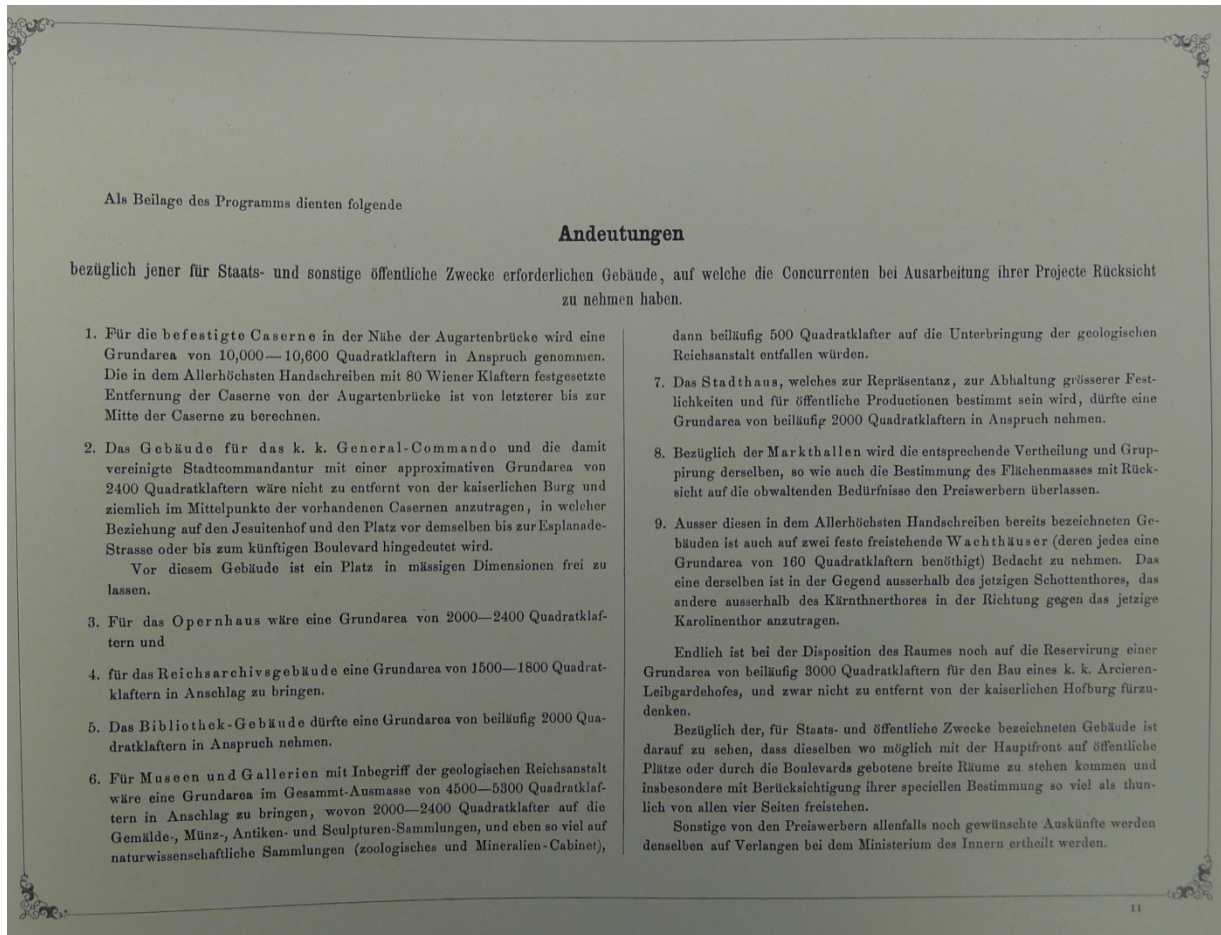 Als Beilage des Programms dienten folgende
Andeutungen
bezüglich jener für Staats- und sonstige öffentliche Zwecke erforderlichen Gebäude, auf welche die Concurrenten bei Ausarbeitung ihrer Projecte Rücksicht
zu nehmen haben.
1. Für die befestigte Caserne in der Nähe der Augartenbrücke wird eine
Grundarea von 10,000—10,600 Quadratklaftern in Anspruch genommen.
Die in dem Allerhöchsten Handschreiben mit 80 Wiener Klaftern festgesetzte
Entfernung der Caserne von der Augartenbrücke ist von letzterer bis zur
Mitte der Caserne zu berechnen.
2. Das Gebäude für das k. k. General-Commando und die damit
vereinigte Stadtcommandantur mit einer approximativen Grundarea von
2400 Quadratklaftern wäre nicht zu entfernt von der kaiserlichen Burg und
ziemlich im Mittelpunkte der vorhandenen Casernen anzutragen, in welcher
Beziehung auf den Jesuitenhof und den Platz vor demselben bis zur Esplanade-
Strasse oder bis zum künftigen Boulevard hingedeutet wird.
Vor diesem Gebäude ist ein Platz in mässigen Dimensionen frei zu
lassen.
3. Für das Opernhaus wäre eine Grundarea von 2000—2400 Quadratklaf-
tern und
4. für das Reichsarchivsgebäude eine Grundarea von 1500—1800 Quadrat-
klaftern in Anschlag zu bringen.
5. Das Bibliothek-Gebäude dürfte eine Grundarea von beiläufig 2000 Qua-
dratklaftern in Anspruch nehmen.
6. Für Museen und Gallerien mit Inbegriff der geologischen Reichsanstalt
wäre eine Grundarea im Gesammt-Ausmasse von 4500—5300 Quadratklaf-
tern in Anschlag zu bringen, wovon 2000—2400 Quadratklafter auf die
Gemälde-, Münz-, Antiken- und Sculpturen-Sammlungen, und eben so viel auf
naturwissenschaftliche Sammlungen (zoologisches und Mineralien-Cabinet),
dann beiläufig 500 Quadratklafter auf die Unterbringung der geologischen
Reichsanstalt entfallen würden.
7. Das Stadthaus, welches zur Repräsentanz, zur Abhaltung grösserer Fest-
lichkeiten und für öffentliche Productionen bestimmt sein wird, dürfte eine
Grundarea von beiläufig 2000 Quadratklaftern in Anspruch nehmen.
8. Bezüglich der Markthallen wird die entsprechende Vertheilung und Grup-
pirung derselben, so wie auch die Bestimmung des Flächenmasses mit Rück-
sicht auf die obwaltenden Bedürfnisse den Preiswerbern überlassen.
9. Ausser diesen in dem Allerhöchsten Handschreiben bereits bezeichneten Ge-
bäuden ist auch auf zwei feste freistehende Wachthäuser (deren jedes eine
Grundarea von 160 Quadratklaftern benöthigt) Bedacht zu nehmen. Das
eine derselben ist in der Gegend ausserhalb des jetzigen Schottenthores, das
andere ausserhalb des Kärnthnerthores in der Richtung gegen das jetzige
Karolinenthor anzutragen.
Endlich ist bei der Disposition des Raumes noch auf die Reservirung einer
Grundarea von beiläufig 3000 Quadratklaftern für den Bau eines k. k. Arcieren-
Leibgardehofes, und zwar nicht zu entfernt von der kaiserlichen Hofburg fürzu-
denken.
Bezüglich der, für Staats- und öffentliche Zwecke bezeichneten Gebäude ist
darauf zu sehen, dass dieselben wo möglich mit der Hauptfront auf öffentliche
Plätze oder durch die Boulevards gebotene breite Räume zu stehen kommen und
insbesondere mit Berücksichtigung ihrer speciellen Bestimmung so viel als thun-
lich von allen vier Seiten freistehen.
Sonstige von den Preiswerbern allenfalls noch gewünschte Auskünfte werden
denselben auf Verlangen bei dem Ministerium des Innern ertheilt werden.
11